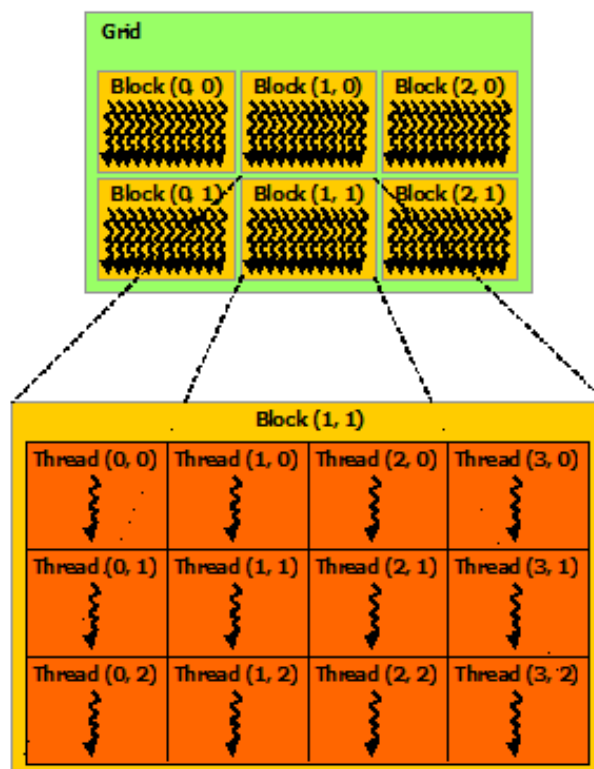 Grid
Block (0, 0) Block (1, 0) Block (2, 0)
Block (0, 1) Block (1, 1) Block (2, 1)
Block (1, 1)
Thread (0, 0) Thread (1, 0) Thread (2, 0) Thread (3, 0)
Thread (0, 1) Thread (1, 1) Thread (2, 1) Thread (3, 1)
Thread (0, 2) Thread (1, 2) Thread (2, 2) Thread (3, 2)